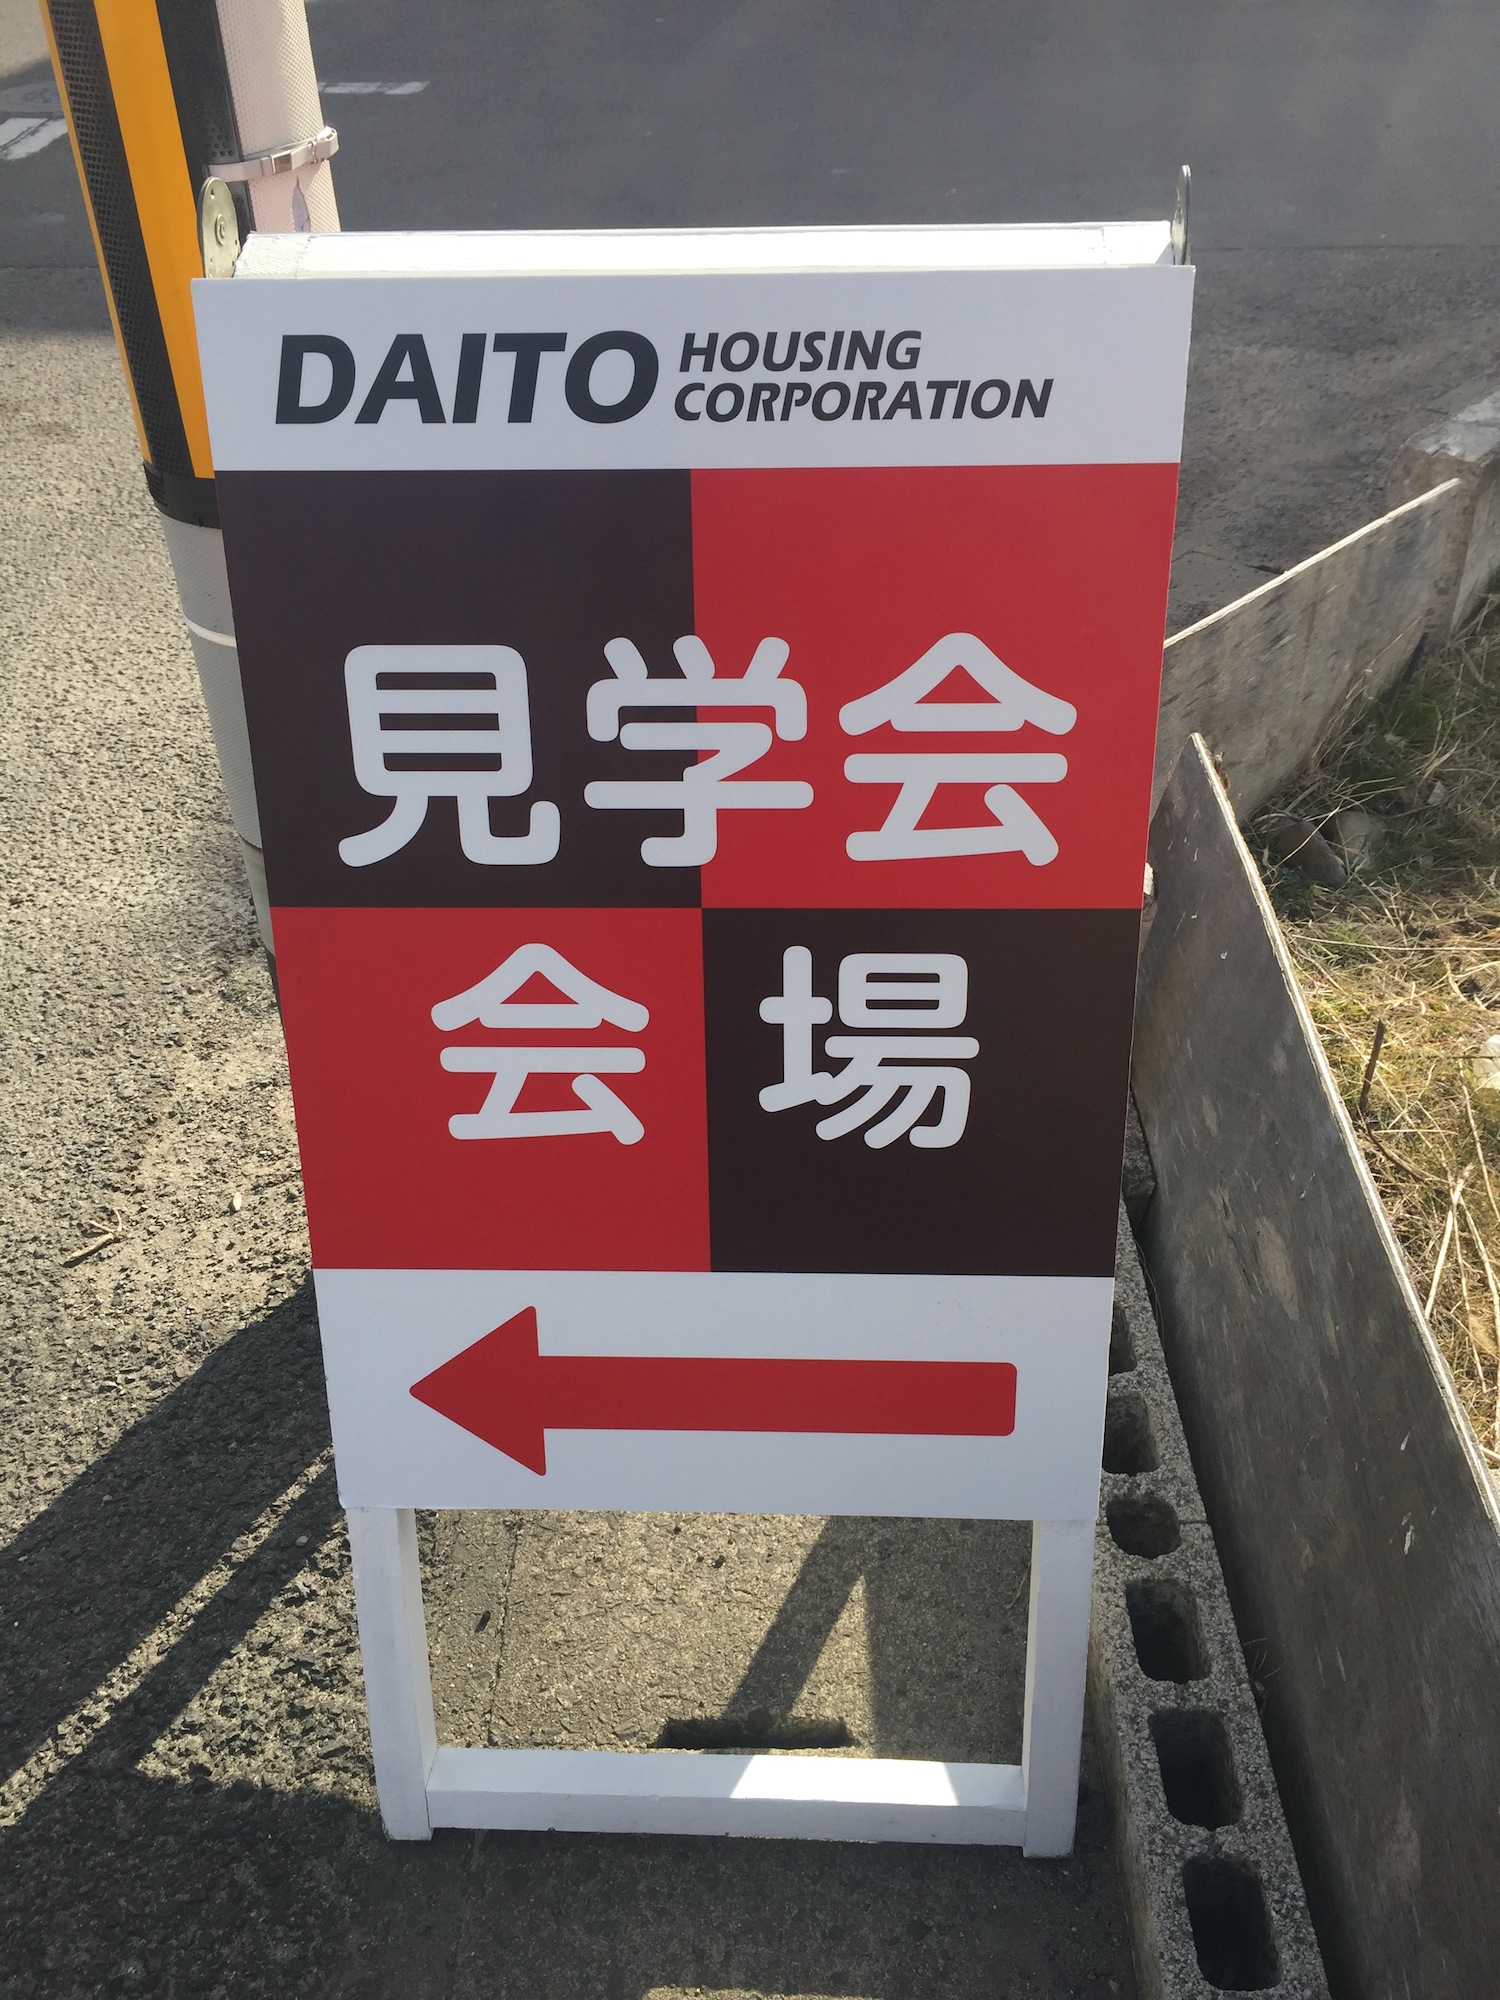 DAITO HOUSING CORPORATION
見学会
会場